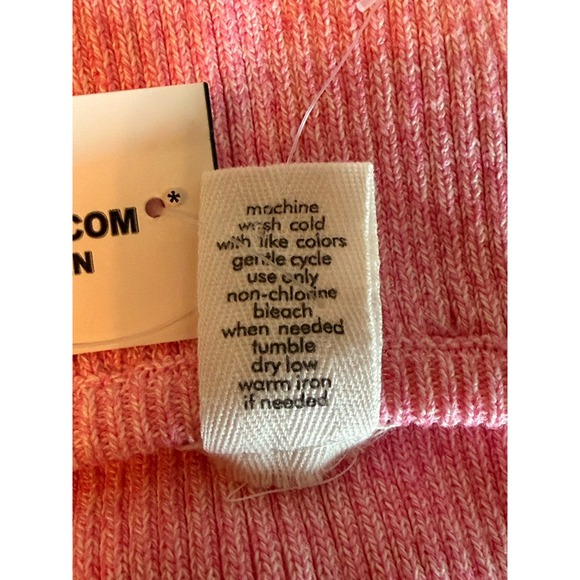 .COM
*
N
machine
wash cold
with like colors
gentle cycle
use only
non-chlorine
bleach
when needed
tumble
dry low
warm iron
if needed